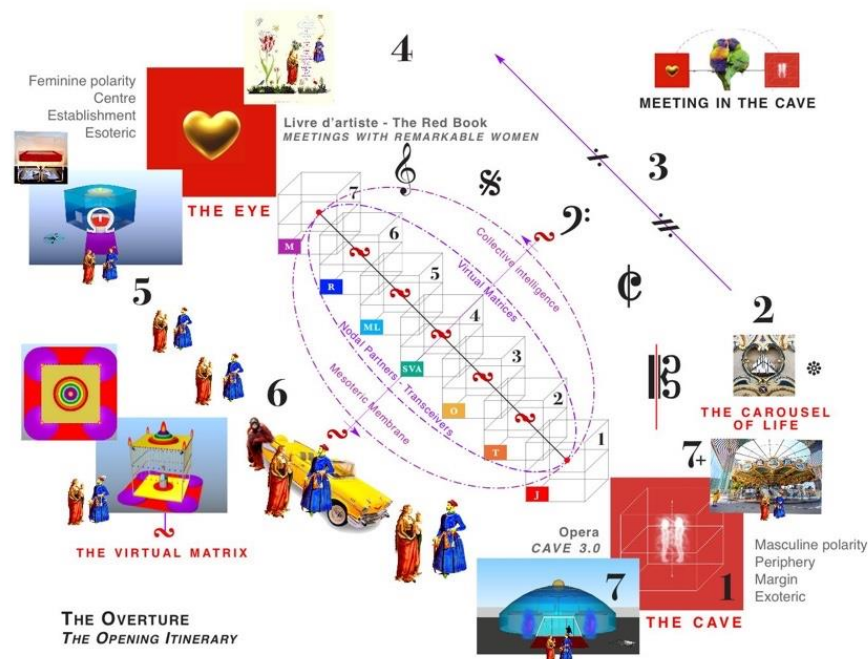 4
Feminine polarity
Centre
Establishment
Esoteric
MEETING IN THE CAVE
Livre d'artiste - The Red Book
MEETINGS WITH REMARKABLE WOMEN
3
THE EYE
7
M
6
R
5
ML
4
SVA
3
O
2
T
1
J
Collective intelligence
Virtual Matrices
Nodal Partners - Transceivers
Mesoteric Membrane
5
2
THE CAROUSEL
OF LIFE
6
7+
THE VIRTUAL MATRIX
Opera
CAVE 3.0
Masculine polarity
Periphery
Margin
Exoteric
7
1
THE CAVE
THE OVERTURE
THE OPENING ITINERARY